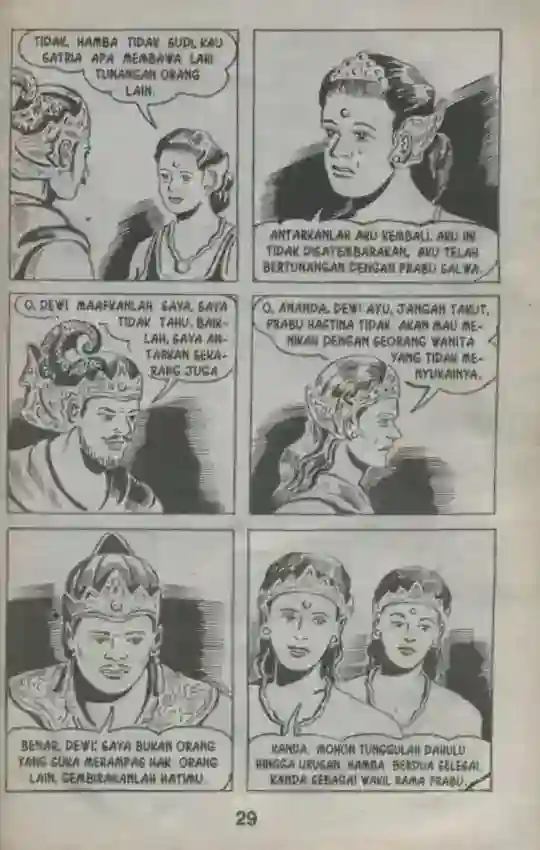 TIDAK, HAMBA TIDAK SUDI, KAU
SATRIA APA MEMBAWA LARI
TUNANGAN ORANG
LAIN.
ANTARKANLAH AKU KEMBALI. AKU INI
TIDAK DISAYEMBARAKAN, AKU TELAH
BERTUNANGAN DENGAN PRABU SALWA.
O, DEWI MAAFKANLAH SAYA, SAYA
TIDAK TAHU, BAIK-
LAH, SAYA AN-
TARKAN SEKA-
RANG JUGA
O, ANANDA, DEWI AYU, JANGAN TAKUT,
PRABU HASTINA TIDAK AKAN MAU ME-
NIKAH DENGAN SEORANG WANITA
YANG TIDAK ME-
NYUKAINYA.
BENAR, DEWI; SAYA BUKAN ORANG
YANG SUKA MERAMPAS HAK ORANG
LAIN, GEMBIRAKANLAH HATIMU.
KANDA, MOHON TUNGGULAH DAHULU
HINGGA URUSAN HAMBA BERDUA SELESAI.
KANDA SEBAGAI WAKIL RAMA PRABU.
29